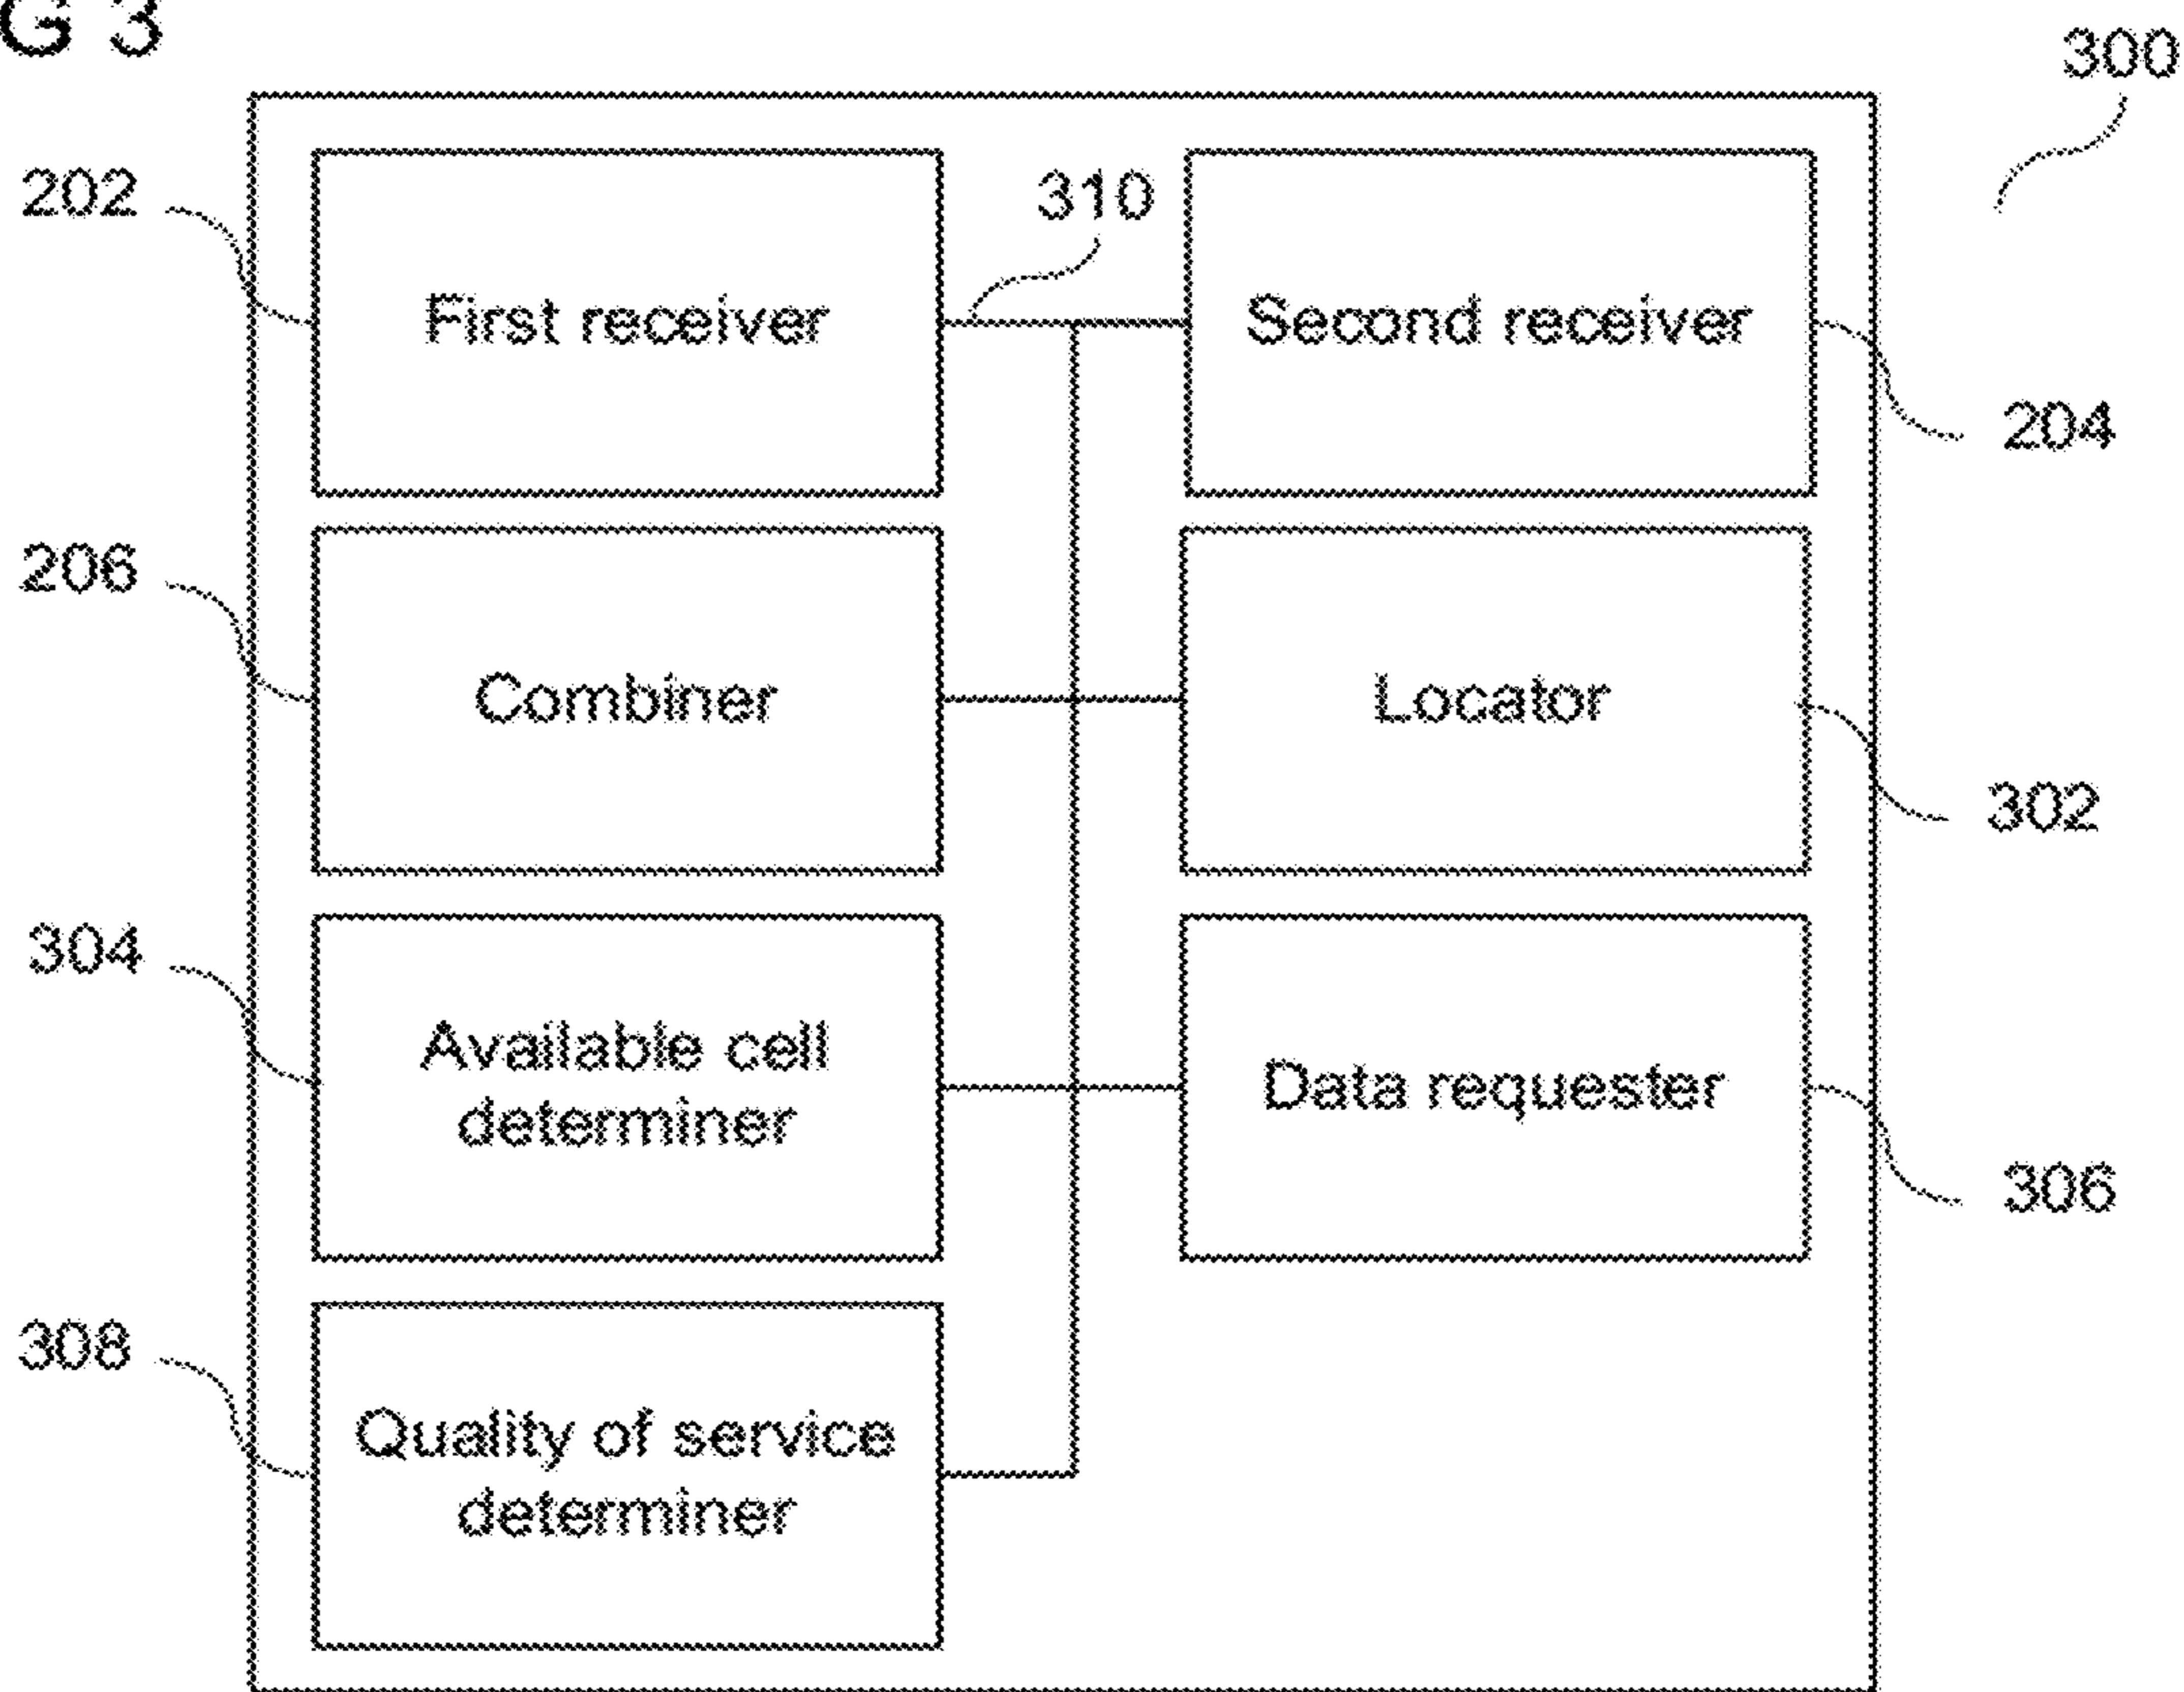 G 3
300
202
310
First receiver
Second receiver
204
206
Combiner
Locator
302
304
Available cell
determiner
Data requester
306
308
Quality of service
determiner